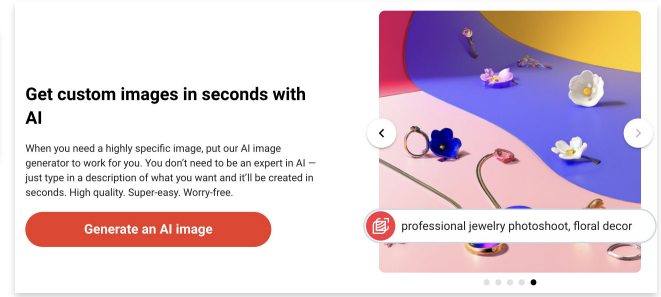 Get custom images in seconds with
AI
When you need a highly specific image, put our AI image
generator to work for you. You don't need to be an expert in AI —
just type in a description of what you want and it'll be created in
seconds. High quality. Super-easy. Worry-free.
Generate an AI image
professional jewelry photoshoot, floral decor